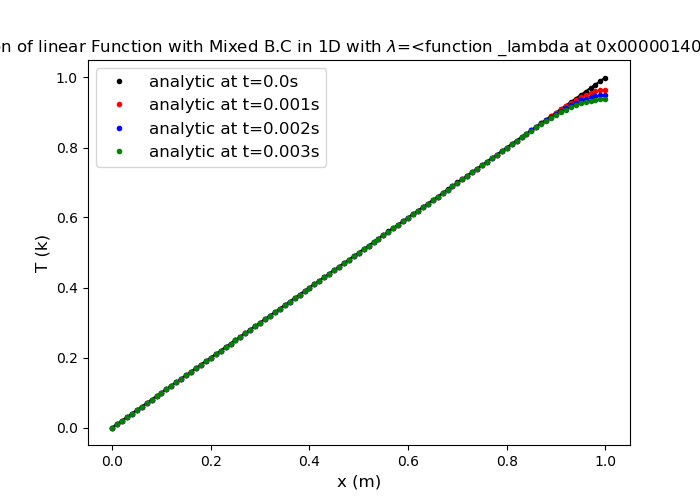 on of linear Function with Mixed B.C in 1D with λ=<function _lambda at 0x00000140
1.0
0.8
0.6
0.4
0.2
0.0
T (k)
analytic at t=0.0s
analytic at t=0.001s
analytic at t=0.002s
analytic at t=0.003s
0.0 0.2 0.4 0.6 0.8 1.0
x (m)